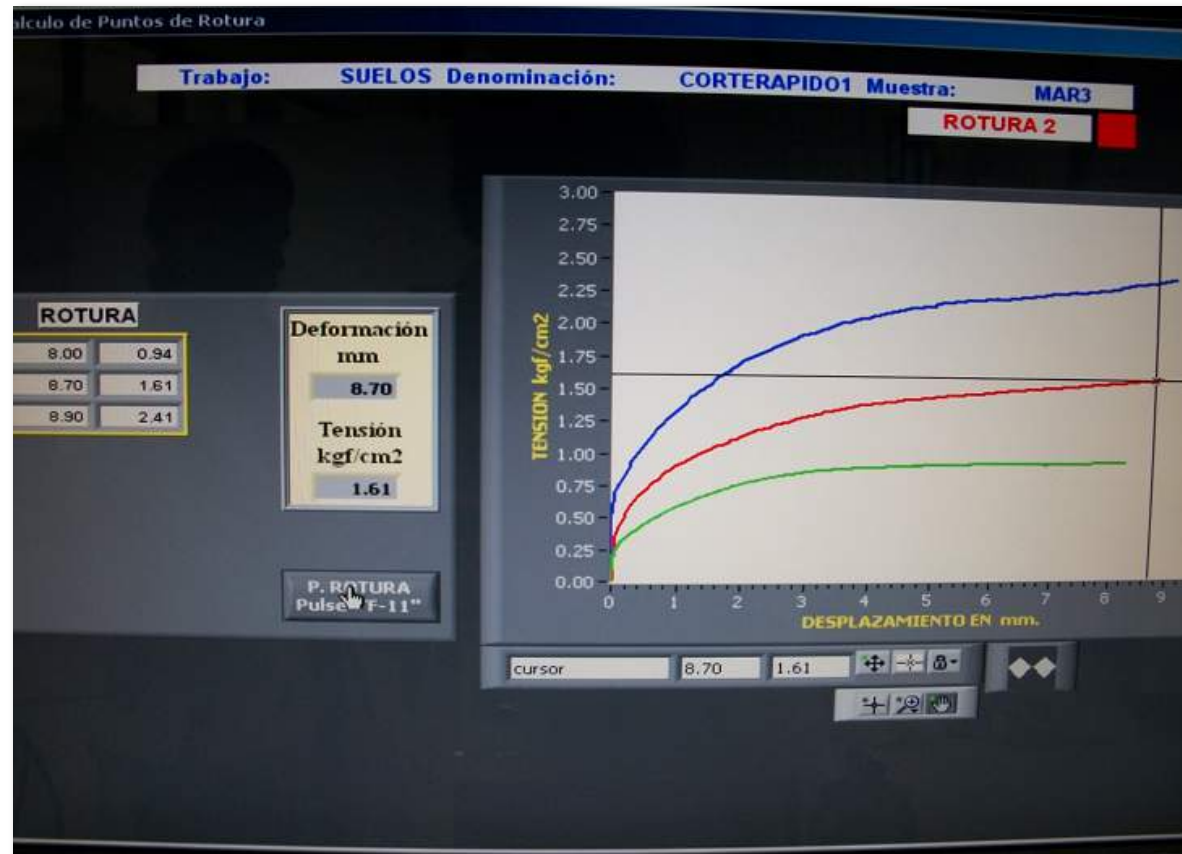 alculo de Puntos de Rotura
Trabajo: SUELOS Denominación: CORTERAPIDO1 Muestra: MAR3
ROTURA 2
ROTURA
8.00 0.94
8.70 1.61
8.90 2.41
Deformación
mm
8.70
Tensión
kgf/cm2
1.61
P. ROTURA
Pulse "F-11"
TENSION kgf/cm2
3.00
2.75
2.50
2.25
2.00
1.75
1.50
1.25
1.00
0.75
0.50
0.25
0.00
0 1 2 3 4 5 6 7 8 9
DESPLAZAMIENTO EN mm.
cursor 8.70 1.61